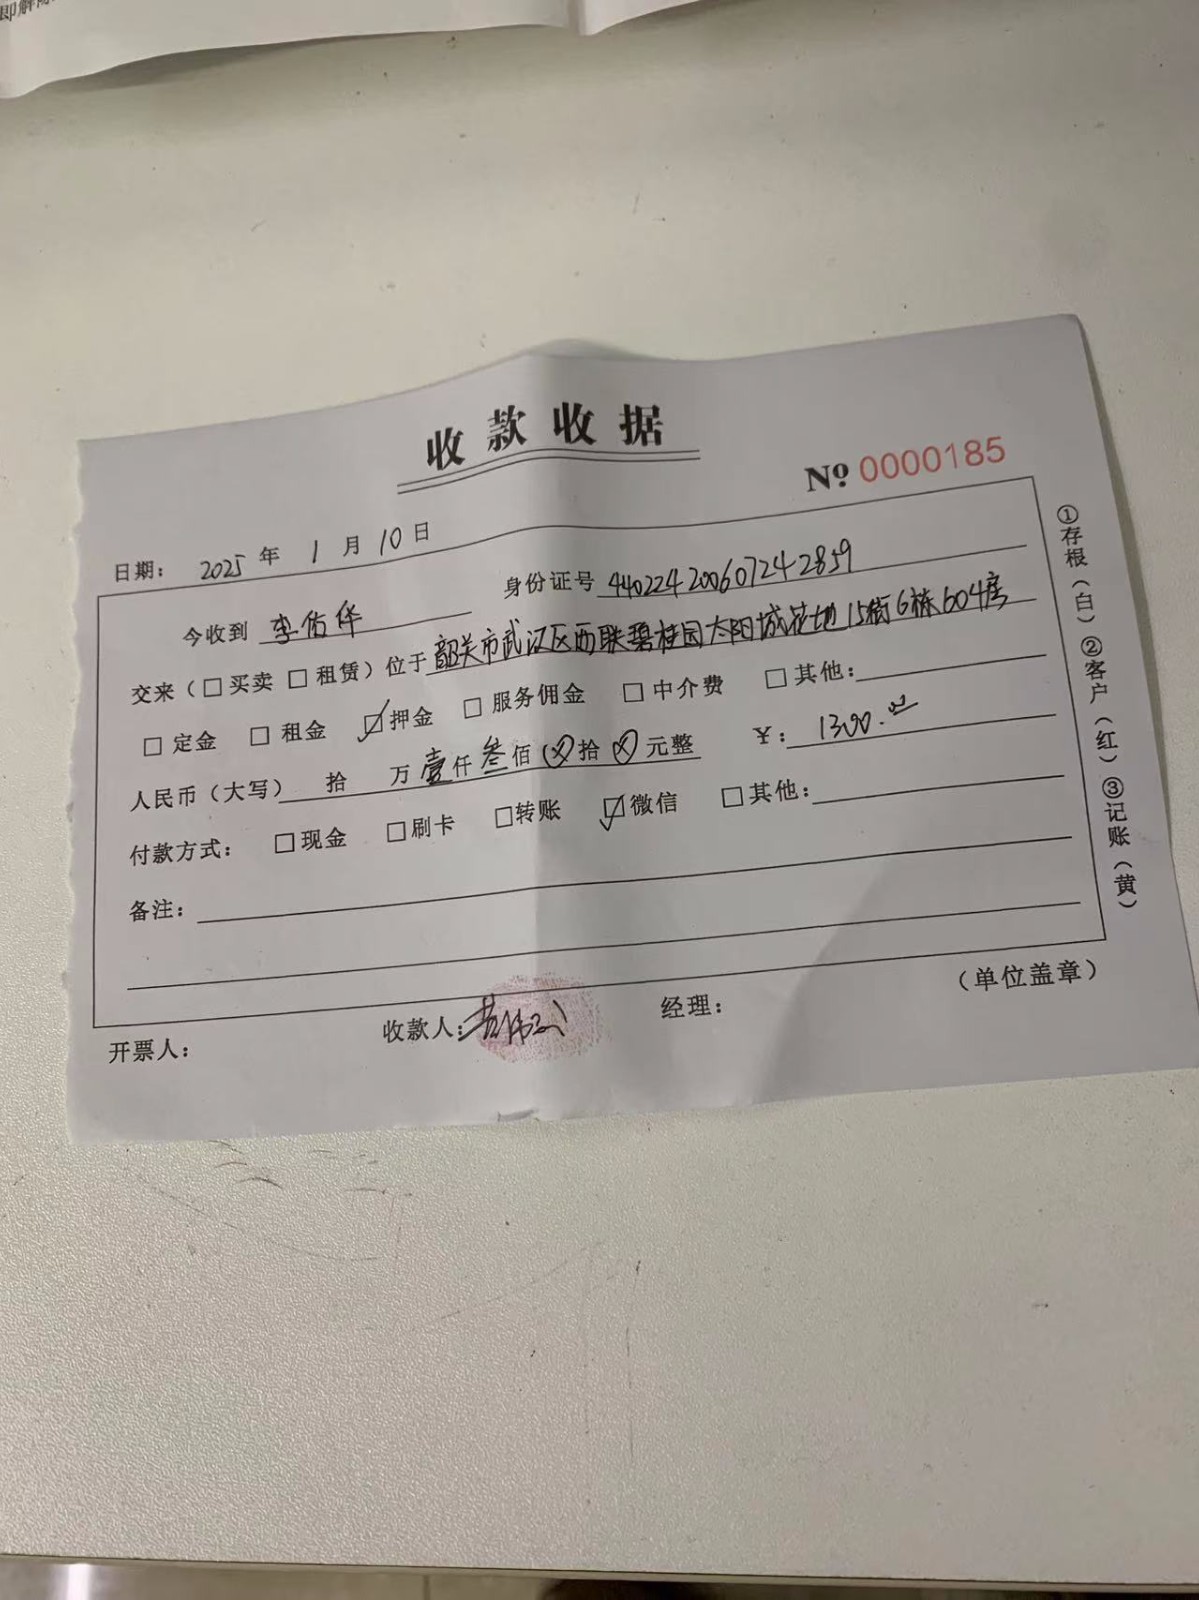 收款收据
№ 0000185
日期： 2025 年 1 月 10 日
今收到 李佑华 身份证号 440224200607242859
交来（□买卖 □租赁）位于 韶关市武江区西联碧桂园太阳城花地15街6栋604房
□定金 □租金 ☑押金 □服务佣金 □中介费 □其他：
人民币（大写） 拾 万 壹仟 叁佰 ⊗拾 ⊗元整 ￥： 1300.00
付款方式： □现金 □刷卡 □转账 ☑微信 □其他：
备注：
（单位盖章）
开票人： 收款人： 经理：
①存根（白）②客户（红）③记账（黄）